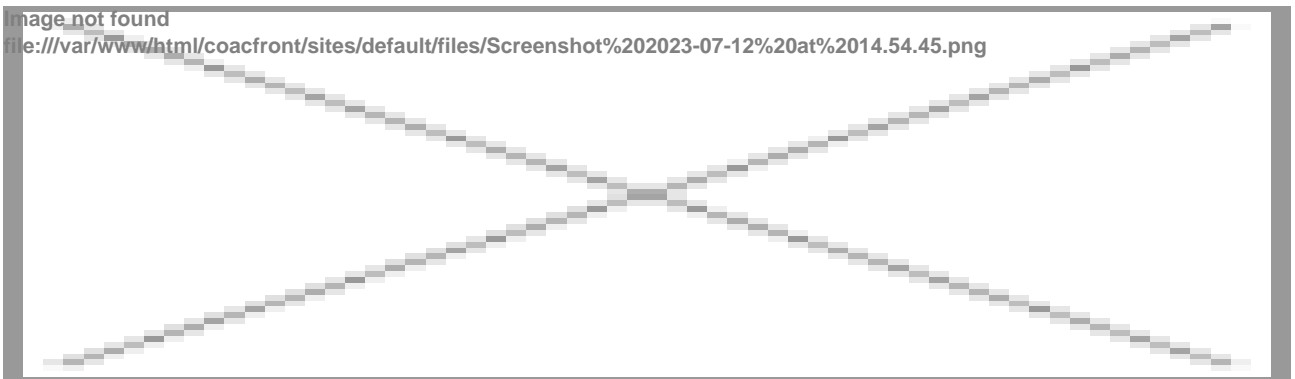 Image not found
file:///var/www/html/coacfront/sites/default/files/Screenshot%202023-07-12%20at%2014.54.45.png